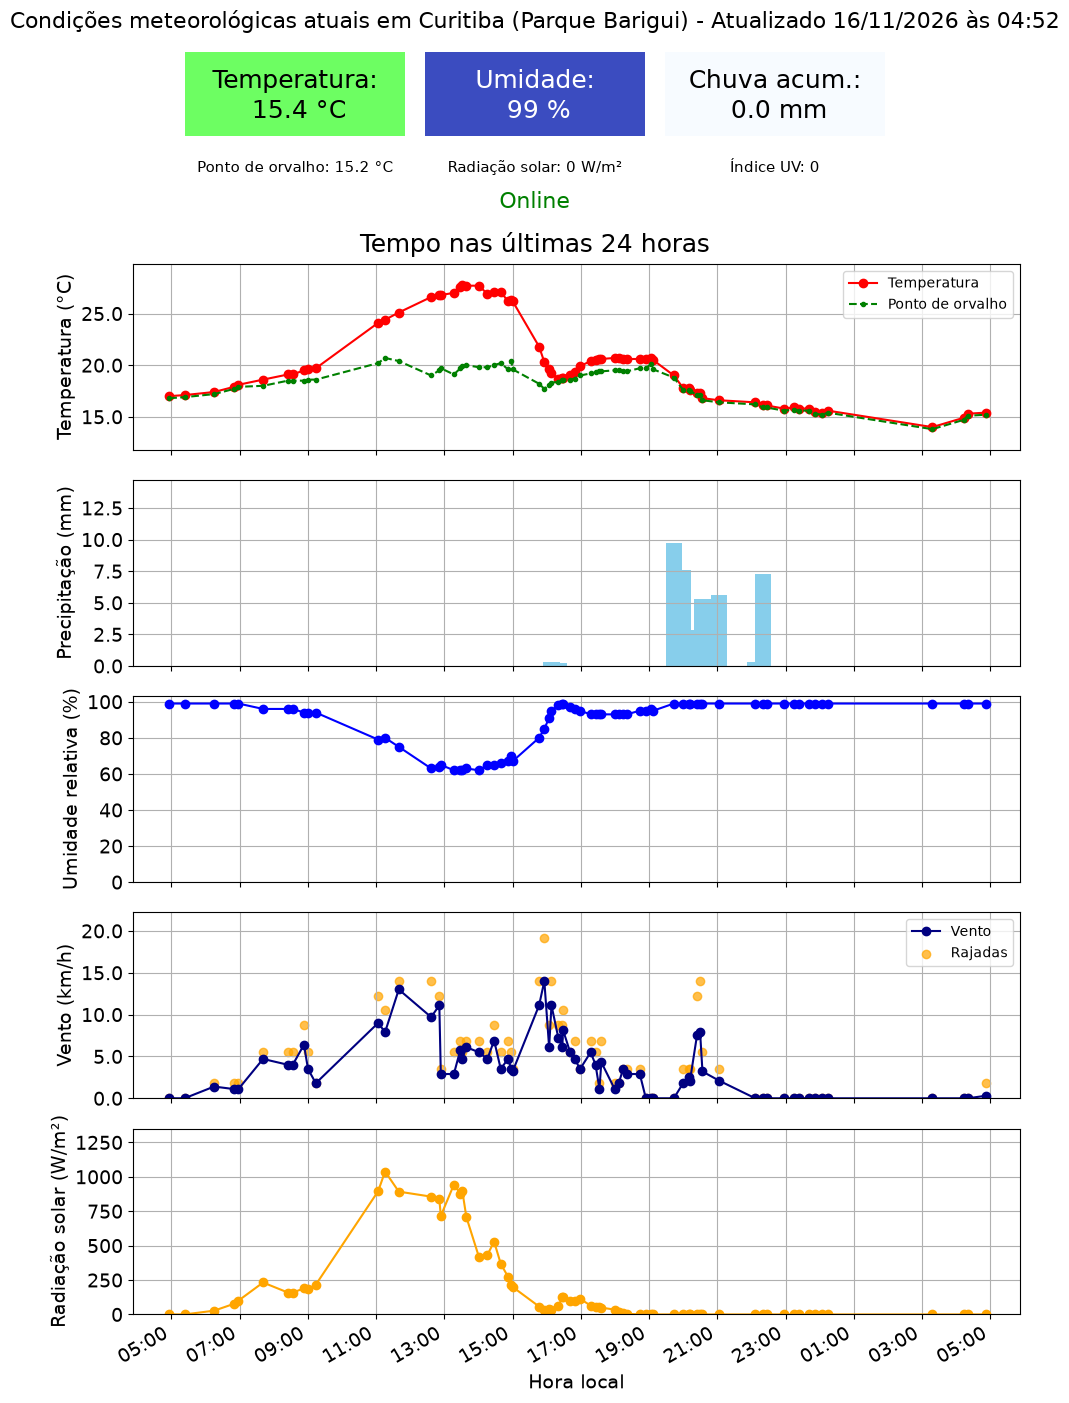 Condições meteorológicas atuais em Curitiba (Parque Barigui) - Atualizado 16/11/2026 às 04:52
Temperatura:
15.4 °C
Umidade:
99 %
Chuva acum.:
0.0 mm
Ponto de orvalho: 15.2 °C
Radiação solar: 0 W/m²
Índice UV: 0
Online
Tempo nas últimas 24 horas
Temperatura (°C)
25.0
20.0
15.0
Temperatura
Ponto de orvalho
Precipitação (mm)
12.5
10.0
7.5
5.0
2.5
0.0
Umidade relativa (%)
100
80
60
40
20
0
Vento (km/h)
20.0
15.0
10.0
5.0
0.0
Vento
Rajadas
Radiação solar (W/m²)
1250
1000
750
500
250
0
05:00
07:00
09:00
11:00
13:00
15:00
17:00
19:00
21:00
23:00
01:00
03:00
05:00
Hora local